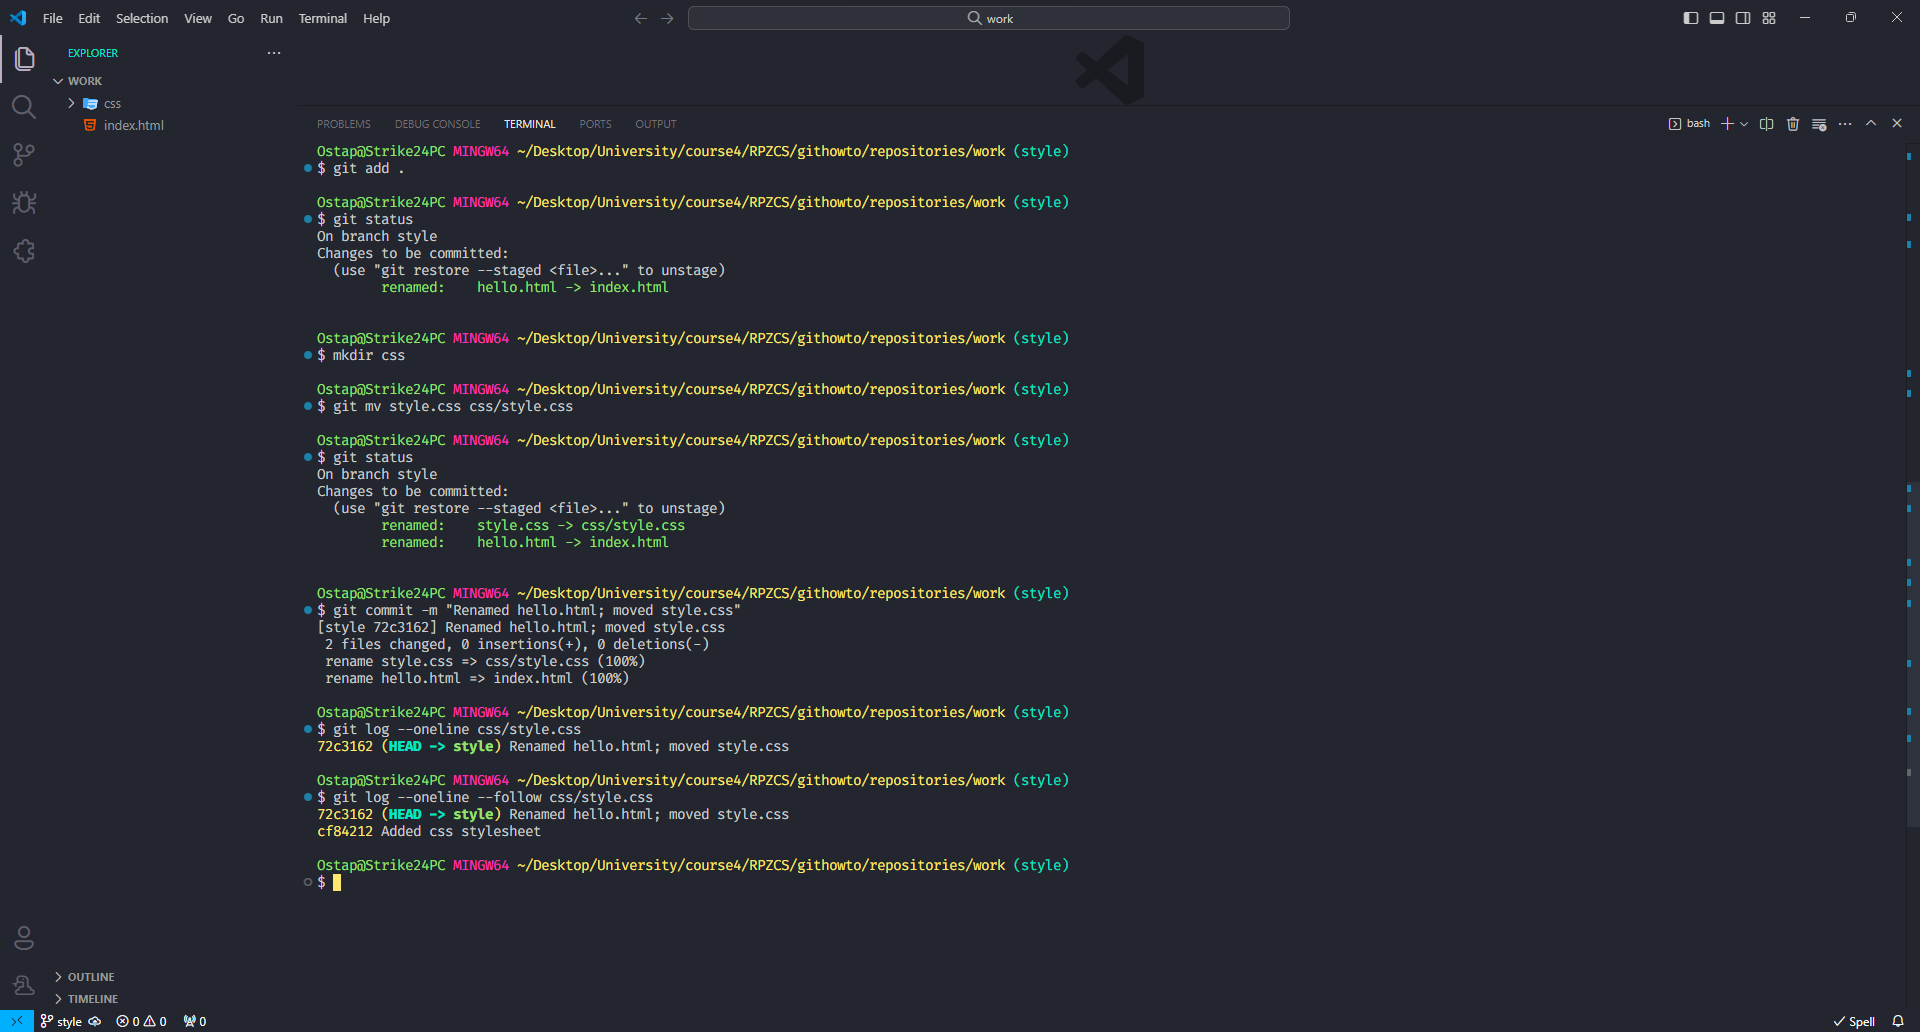 File Edit Selection View Go Run Terminal Help
work
EXPLORER
WORK
css
index.html
PROBLEMS DEBUG CONSOLE TERMINAL PORTS OUTPUT
bash
Ostap@Strike24PC MINGW64 ~/Desktop/University/course4/RPZCS/githowto/repositories/work (style)
$ git add .
Ostap@Strike24PC MINGW64 ~/Desktop/University/course4/RPZCS/githowto/repositories/work (style)
$ git status
On branch style
Changes to be committed:
(use "git restore --staged <file>..." to unstage)
renamed: hello.html -> index.html
Ostap@Strike24PC MINGW64 ~/Desktop/University/course4/RPZCS/githowto/repositories/work (style)
$ mkdir css
Ostap@Strike24PC MINGW64 ~/Desktop/University/course4/RPZCS/githowto/repositories/work (style)
$ git mv style.css css/style.css
Ostap@Strike24PC MINGW64 ~/Desktop/University/course4/RPZCS/githowto/repositories/work (style)
$ git status
On branch style
Changes to be committed:
(use "git restore --staged <file>..." to unstage)
renamed: style.css -> css/style.css
renamed: hello.html -> index.html
Ostap@Strike24PC MINGW64 ~/Desktop/University/course4/RPZCS/githowto/repositories/work (style)
$ git commit -m "Renamed hello.html; moved style.css"
[style 72c3162] Renamed hello.html; moved style.css
2 files changed, 0 insertions(+), 0 deletions(-)
rename style.css => css/style.css (100%)
rename hello.html => index.html (100%)
Ostap@Strike24PC MINGW64 ~/Desktop/University/course4/RPZCS/githowto/repositories/work (style)
$ git log --oneline css/style.css
72c3162 (HEAD -> style) Renamed hello.html; moved style.css
Ostap@Strike24PC MINGW64 ~/Desktop/University/course4/RPZCS/githowto/repositories/work (style)
$ git log --oneline --follow css/style.css
72c3162 (HEAD -> style) Renamed hello.html; moved style.css
cf84212 Added css stylesheet
Ostap@Strike24PC MINGW64 ~/Desktop/University/course4/RPZCS/githowto/repositories/work (style)
$
OUTLINE
TIMELINE
style 0 0 0 Spell